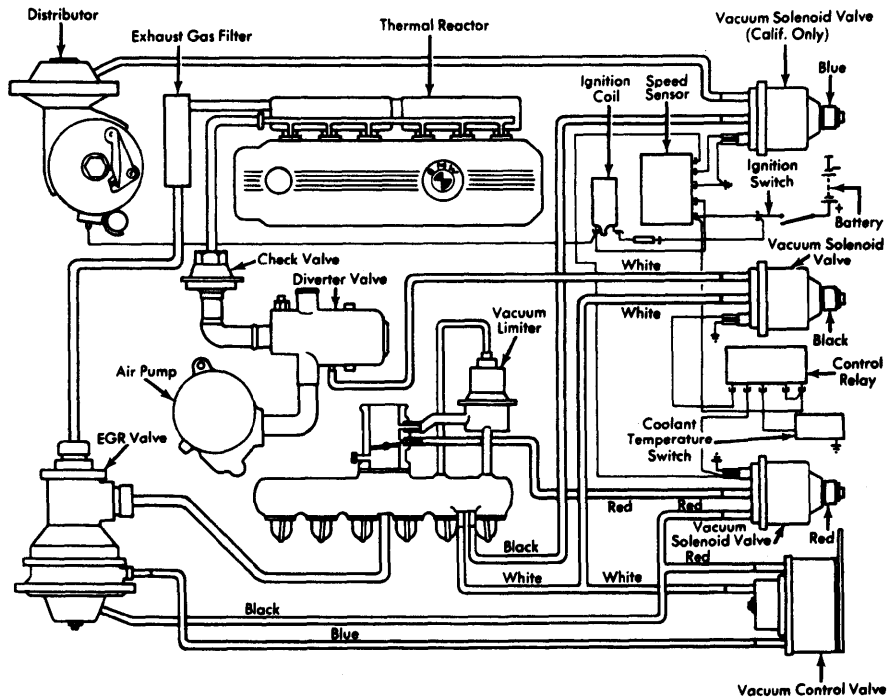 Distributor
Exhaust Gas Filter
Thermal Reactor
Vacuum Solenoid Valve
(Calif. Only)
Blue
Ignition
Coil
Speed
Sensor
BMW
Ignition
Switch
+
Battery
Check Valve
Diverter Valve
White
Vacuum Solenoid
Valve
Vacuum
Limiter
White
Black
Air Pump
Control
Relay
Coolant
Temperature
Switch
EGR Valve
Red
Red
Vacuum
Solenoid Valve
Red
Black
Red
White
White
Black
Blue
Vacuum Control Valve